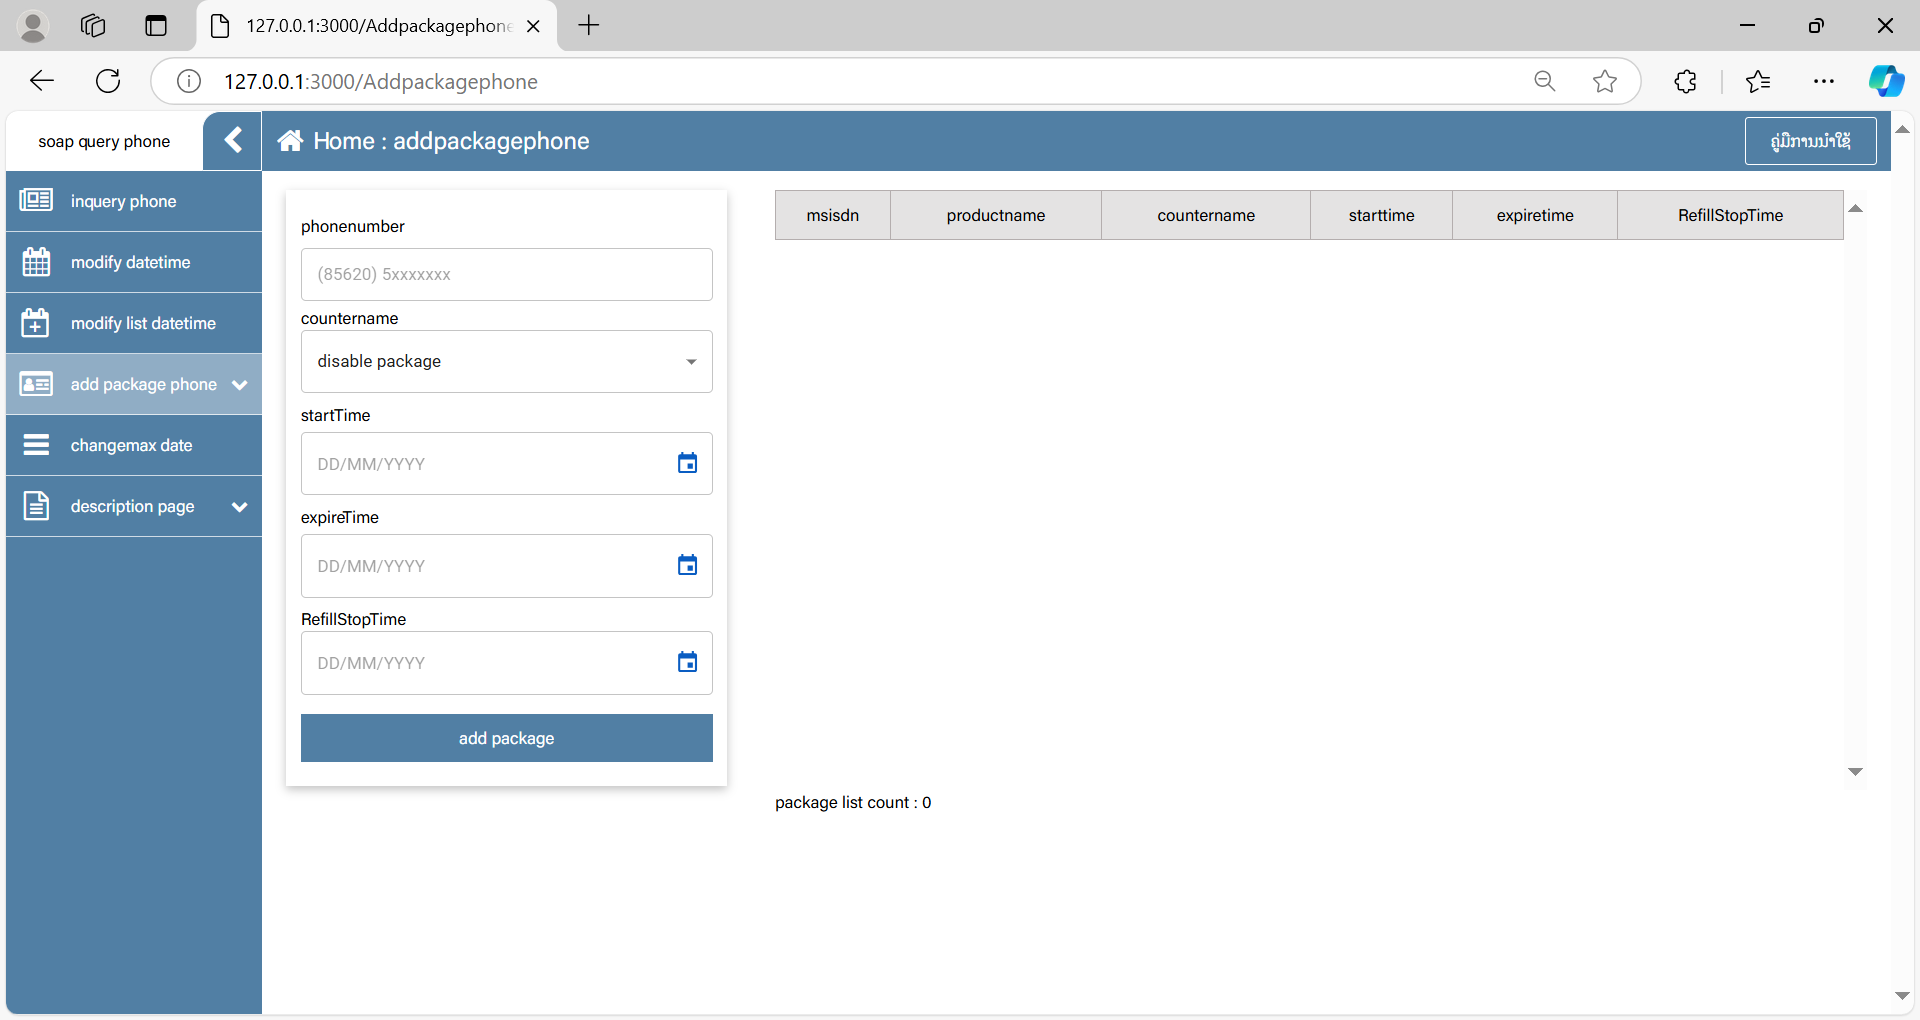 127.0.0.1:3000/Addpackagephone
127.0.0.1:3000/Addpackagephone
soap query phone
Home : addpackagephone
ຄູ່ມືການນຳໃຊ້
inquery phone
modify datetime
modify list datetime
add package phone
changemax date
description page
phonenumber
(85620) 5xxxxxxx
countername
disable package
startTime
DD/MM/YYYY
expireTime
DD/MM/YYYY
RefillStopTime
DD/MM/YYYY
add package
msisdn productname countername starttime expiretime RefillStopTime
package list count : 0